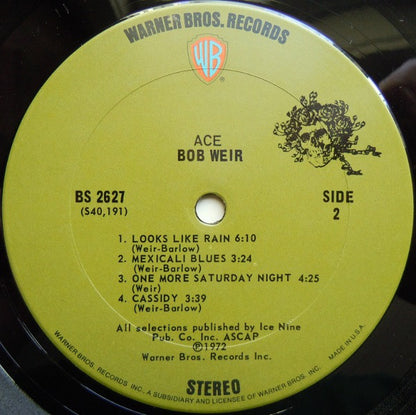 WARNER BROS. RECORDS
WB
ACE
BOB WEIR
BS 2627
(S40,191)
SIDE
2
1. LOOKS LIKE RAIN 6:10
(Weir-Barlow)
2. MEXICALI BLUES 3:24
(Weir-Barlow)
3. ONE MORE SATURDAY NIGHT 4:25
(Weir)
4. CASSIDY 3:39
(Weir-Barlow)
All selections published by Ice Nine
Pub. Co. Inc. ASCAP
Ⓟ1972
Warner Bros. Records Inc.
STEREO
WARNER BROS. RECORDS INC. A SUBSIDIARY AND LICENSEE OF WARNER BROS. INC.
MADE IN U.S.A.